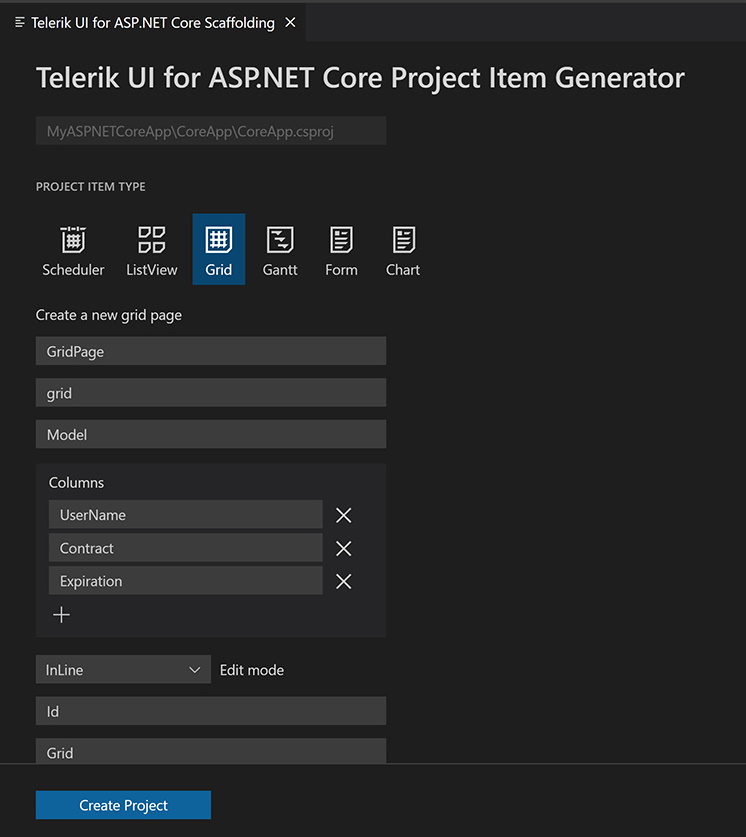 Telerik UI for ASP.NET Core Scaffolding
Telerik UI for ASP.NET Core Project Item Generator
MyASPNETCoreApp\CoreApp\CoreApp.csproj
PROJECT ITEM TYPE
Scheduler ListView Grid Gantt Form Chart
Create a new grid page
GridPage
grid
Model
Columns
UserName
Contract
Expiration
InLine Edit mode
Id
Grid
Create Project